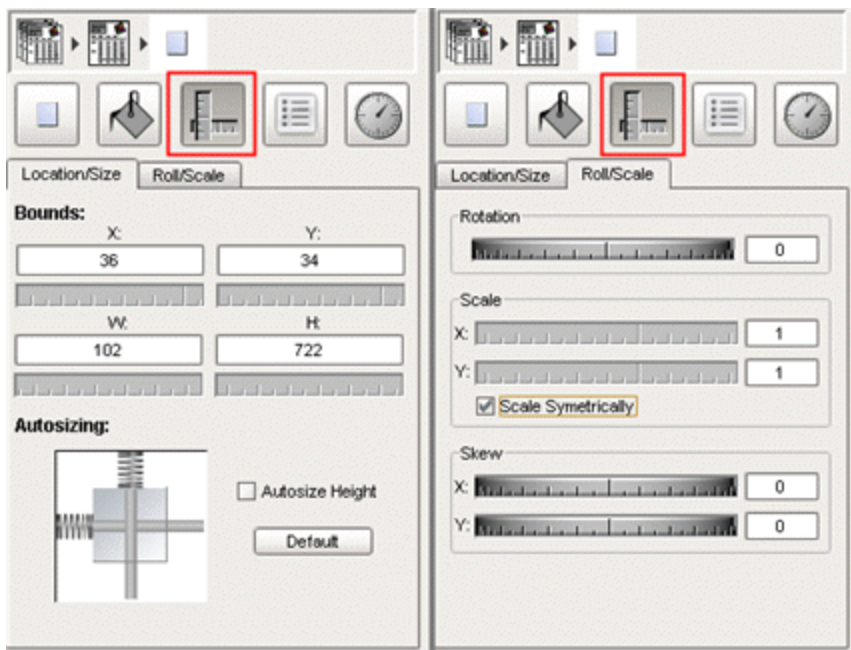 Location/Size
Roll/Scale
Bounds:
X:
Y:
36
34
W:
H:
102
722
Autosizing:
Autosize Height
Default
Location/Size
Roll/Scale
Rotation
0
Scale
X:
1
Y:
1
Scale Symetrically
Skew
X:
0
Y:
0